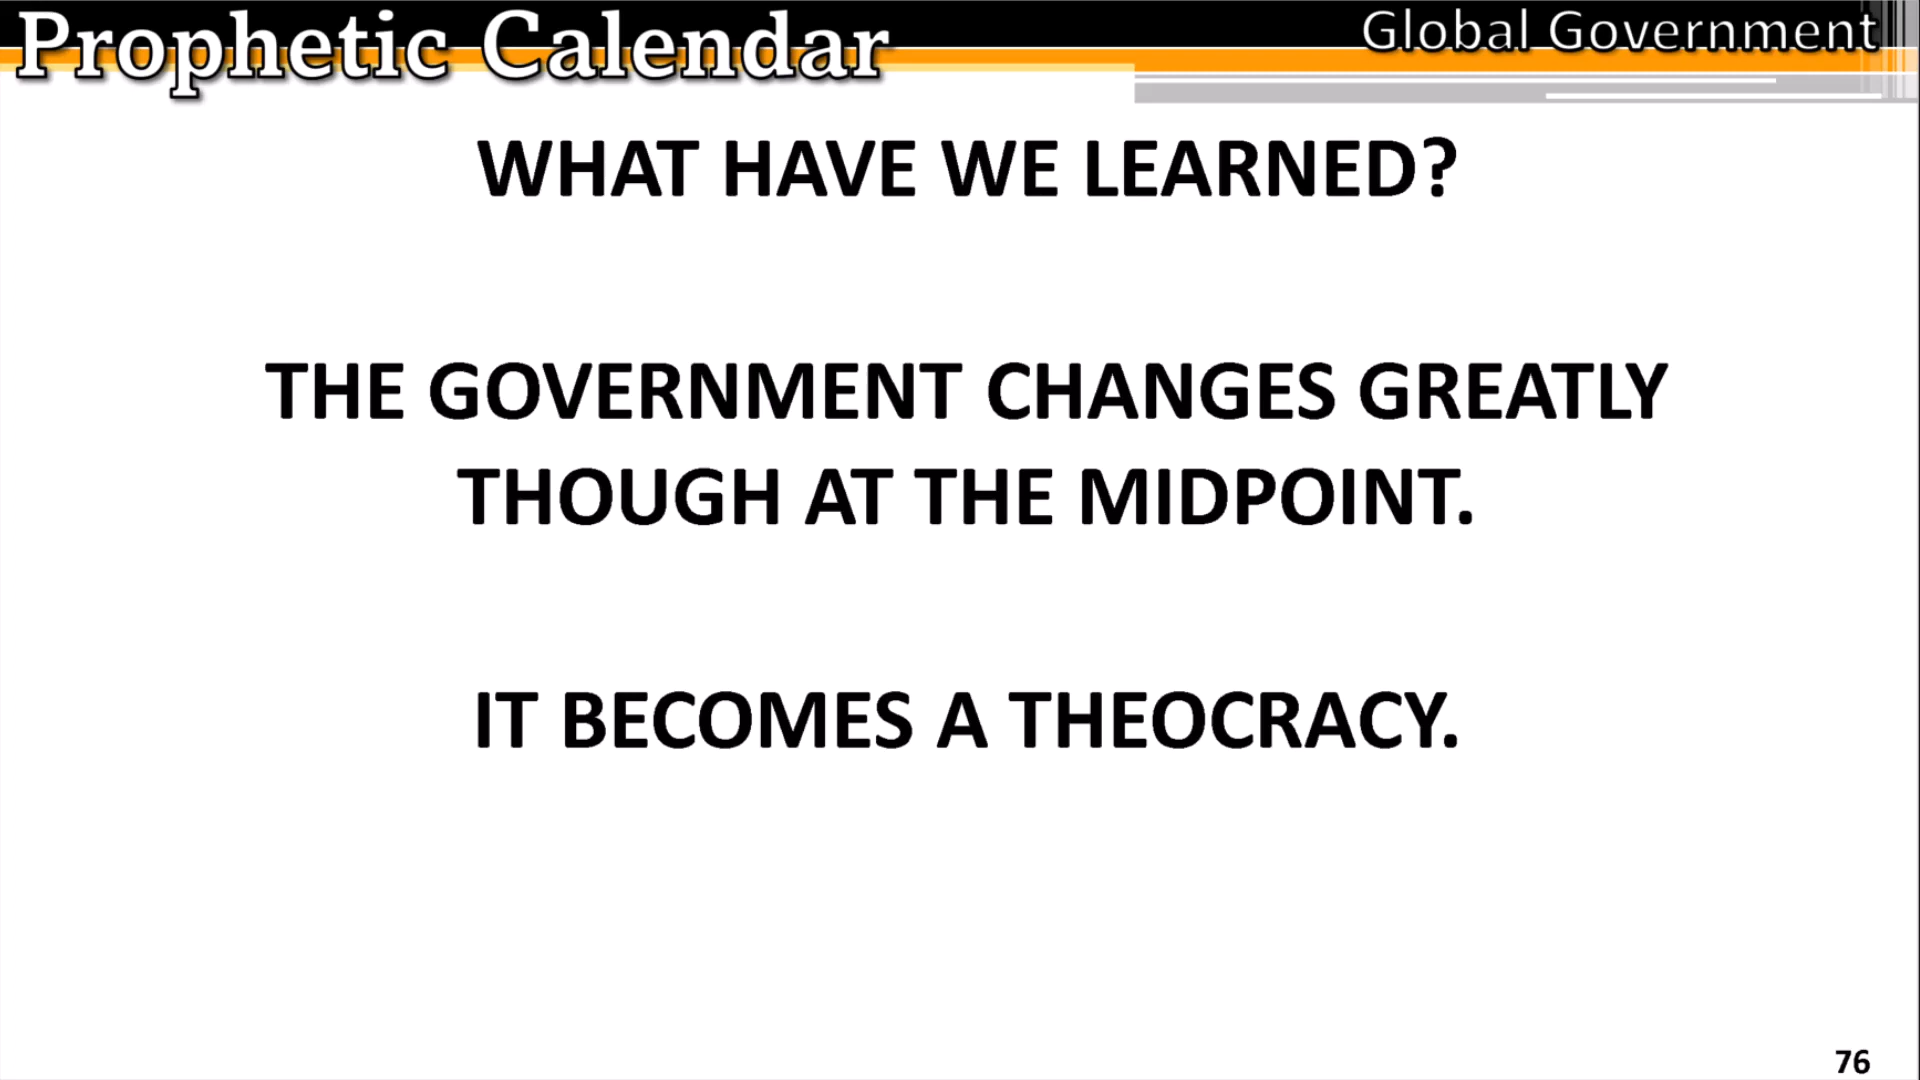 Prophetic Calendar
Global Government
WHAT HAVE WE LEARNED?
THE GOVERNMENT CHANGES GREATLY
THOUGH AT THE MIDPOINT.
IT BECOMES A THEOCRACY.
76